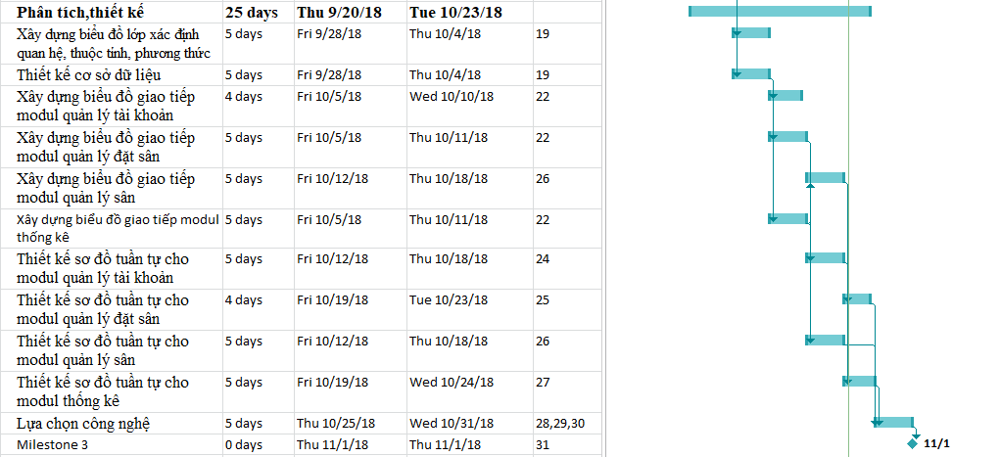 Phân tích,thiết kế 25 days Thu 9/20/18 Tue 10/23/18
Xây dựng biểu đồ lớp xác định 5 days Fri 9/28/18 Thu 10/4/18 19
quan hệ, thuộc tính, phương thức
Thiết kế cơ sở dữ liệu 5 days Fri 9/28/18 Thu 10/4/18 19
Xây dựng biểu đồ giao tiếp 4 days Fri 10/5/18 Wed 10/10/18 22
modul quản lý tài khoản
Xây dựng biểu đồ giao tiếp 5 days Fri 10/5/18 Thu 10/11/18 22
modul quản lý đặt sân
Xây dựng biểu đồ giao tiếp 5 days Fri 10/12/18 Thu 10/18/18 26
modul quản lý sân
Xây dựng biểu đồ giao tiếp modul 5 days Fri 10/5/18 Thu 10/11/18 22
thống kê
Thiết kế sơ đồ tuần tự cho 5 days Fri 10/12/18 Thu 10/18/18 24
modul quản lý tài khoản
Thiết kế sơ đồ tuần tự cho 4 days Fri 10/19/18 Tue 10/23/18 25
modul quản lý đặt sân
Thiết kế sơ đồ tuần tự cho 5 days Fri 10/12/18 Thu 10/18/18 26
modul quản lý sân
Thiết kế sơ đồ tuần tự cho 5 days Fri 10/19/18 Wed 10/24/18 27
modul thống kê
Lựa chọn công nghệ 5 days Thu 10/25/18 Wed 10/31/18 28,29,30
Milestone 3 0 days Thu 11/1/18 Thu 11/1/18 31 11/1